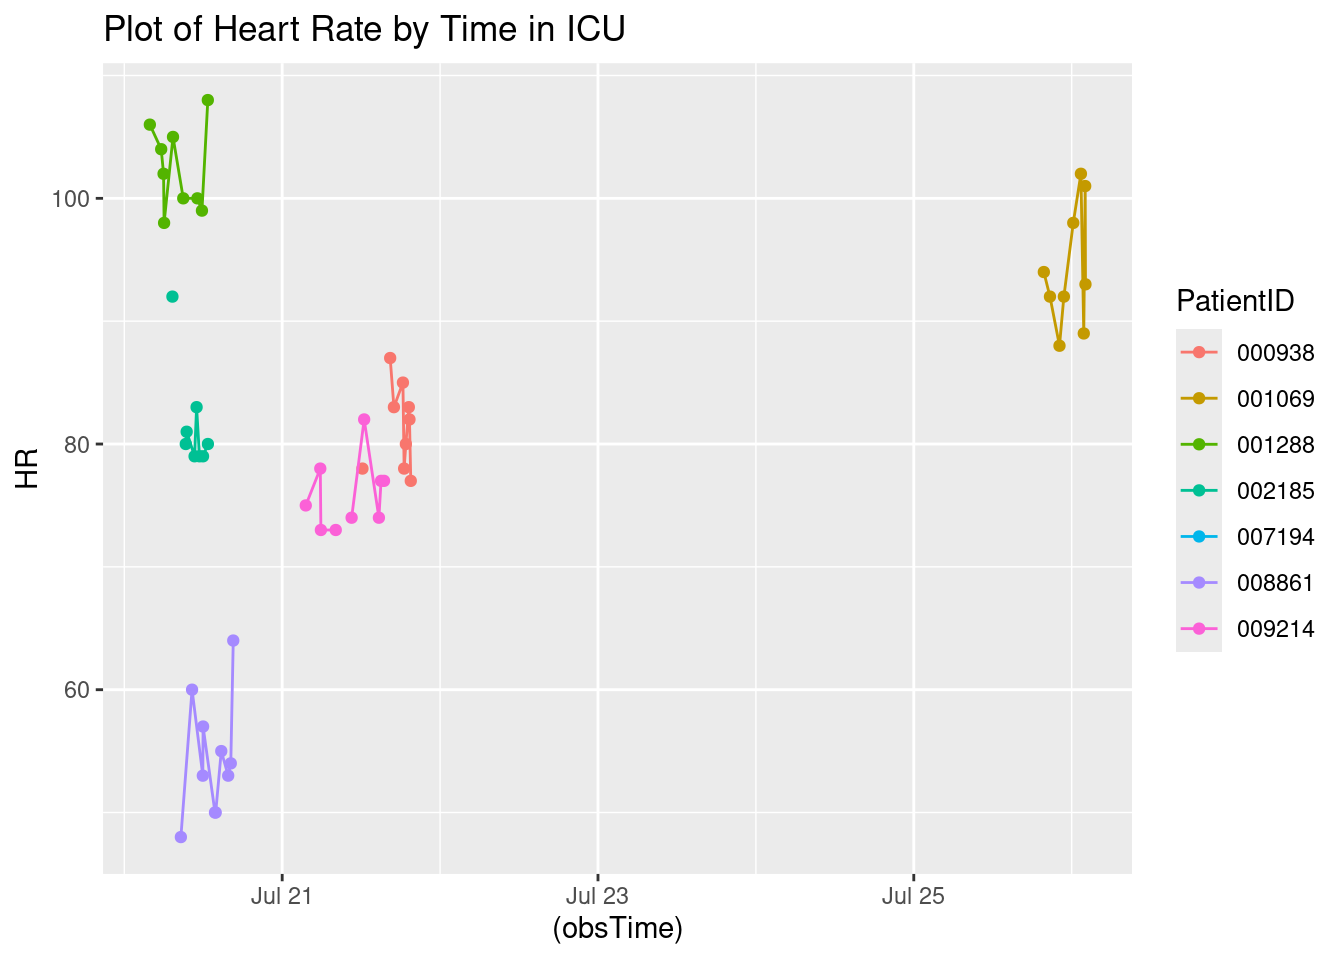 Plot of Heart Rate by Time in ICU
HR
100
80
60
Jul 21
Jul 23
Jul 25
(obsTime)
PatientID
000938
001069
001288
002185
007194
008861
009214